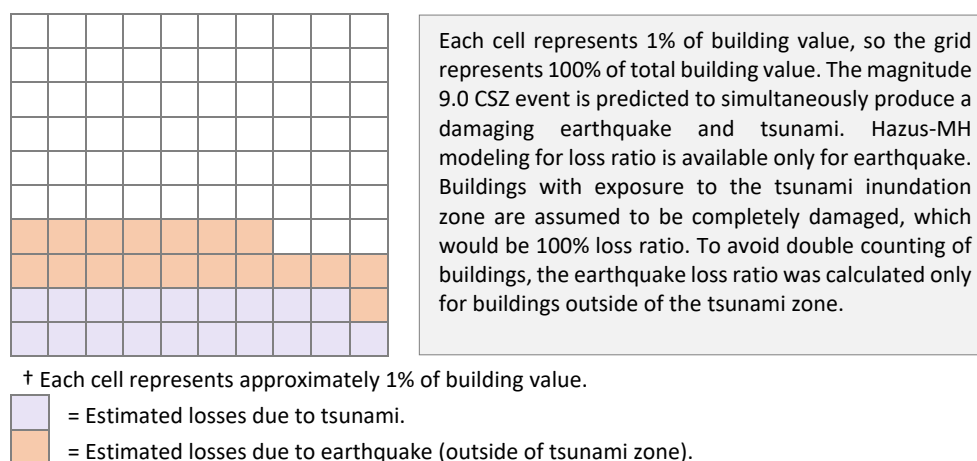 Each cell represents 1% of building value, so the grid
represents 100% of total building value. The magnitude
9.0 CSZ event is predicted to simultaneously produce a
damaging earthquake and tsunami. Hazus-MH
modeling for loss ratio is available only for earthquake.
Buildings with exposure to the tsunami inundation
zone are assumed to be completely damaged, which
would be 100% loss ratio. To avoid double counting of
buildings, the earthquake loss ratio was calculated only
for buildings outside of the tsunami zone.
† Each cell represents approximately 1% of building value.
= Estimated losses due to tsunami.
= Estimated losses due to earthquake (outside of tsunami zone).